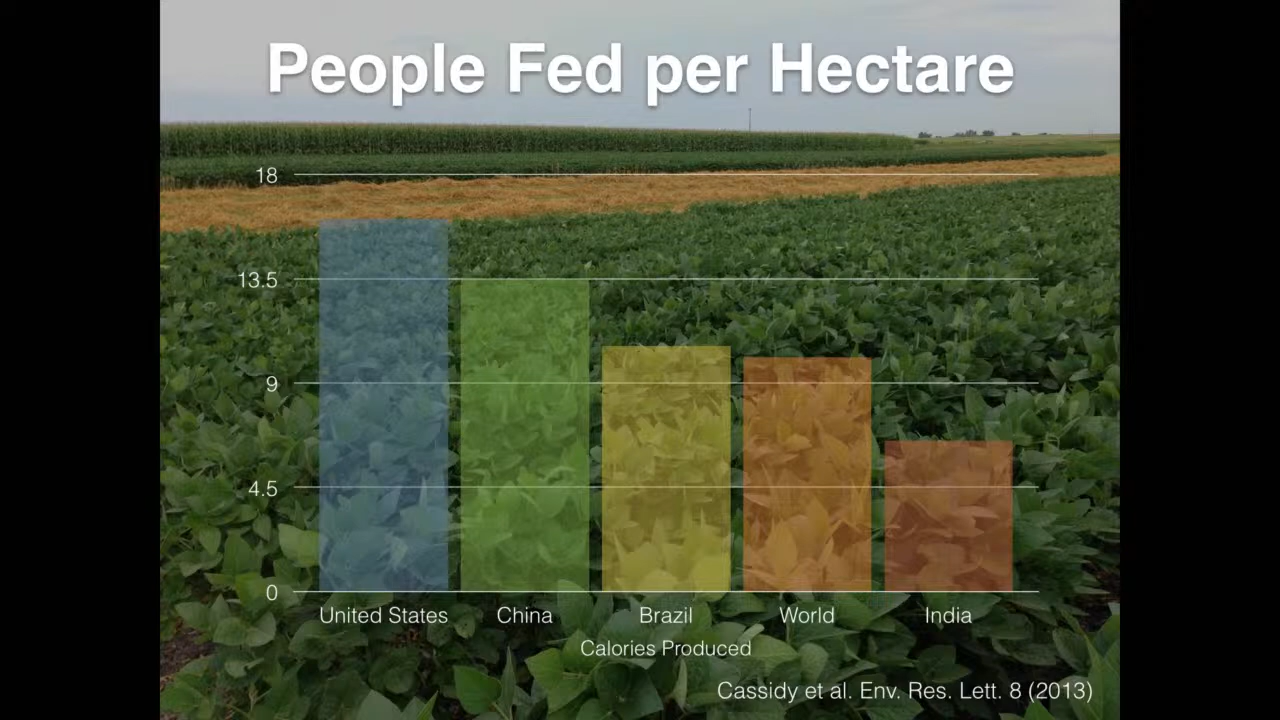 People Fed per Hectare
18
13.5
9
4.5
0
United States China Brazil World India
Calories Produced
Cassidy et al. Env. Res. Lett. 8 (2013)